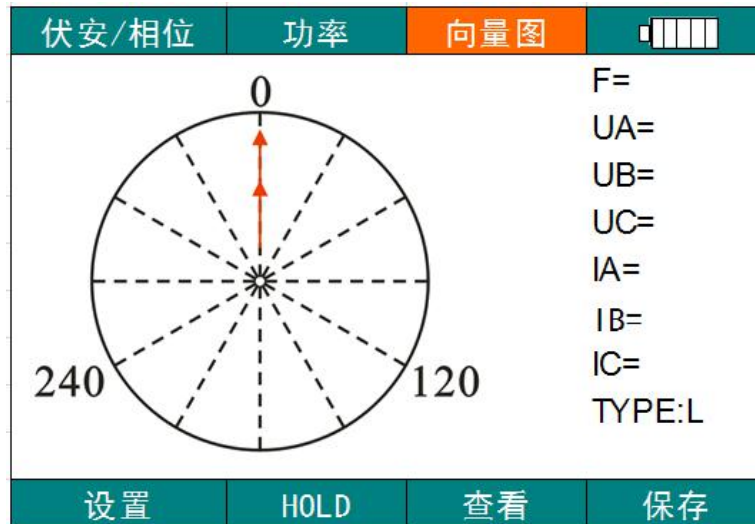 伏安/相位 功率 向量图
0
240
120
F=
UA=
UB=
UC=
IA=
IB=
IC=
TYPE:L
设置 HOLD 查看 保存